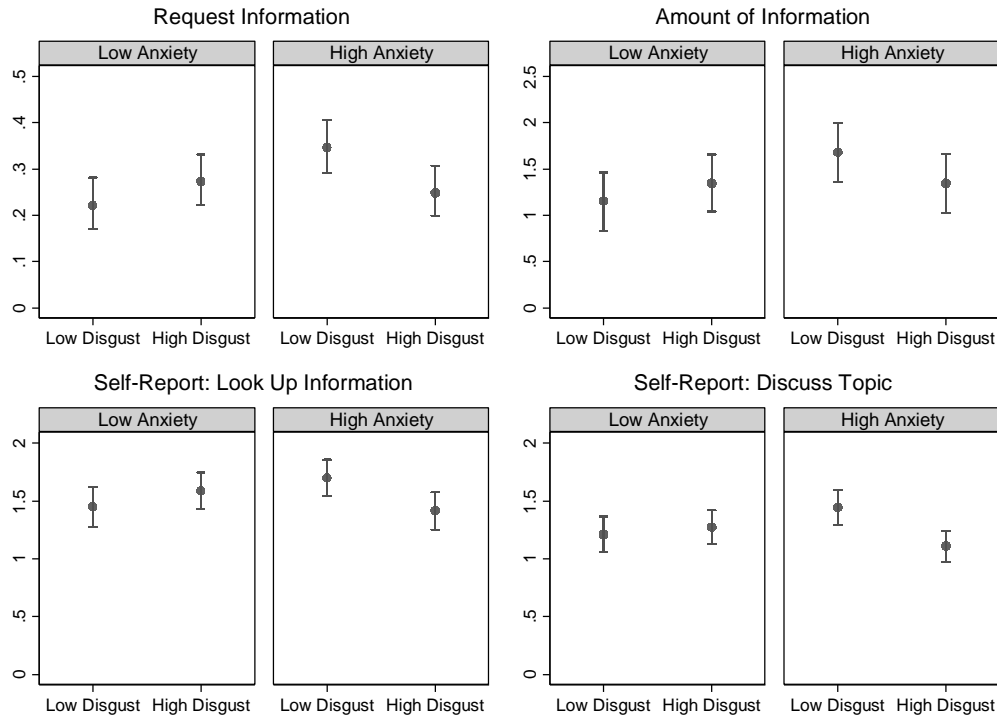 Request Information
Low Anxiety High Anxiety
.5
.4
.3
.2
.1
0
Low Disgust High Disgust Low Disgust High Disgust
Amount of Information
Low Anxiety High Anxiety
2.5
2
1.5
1
.5
0
Low Disgust High Disgust Low Disgust High Disgust
Self-Report: Look Up Information
Low Anxiety High Anxiety
2
1.5
1
.5
0
Low Disgust High Disgust Low Disgust High Disgust
Self-Report: Discuss Topic
Low Anxiety High Anxiety
2
1.5
1
.5
0
Low Disgust High Disgust Low Disgust High Disgust